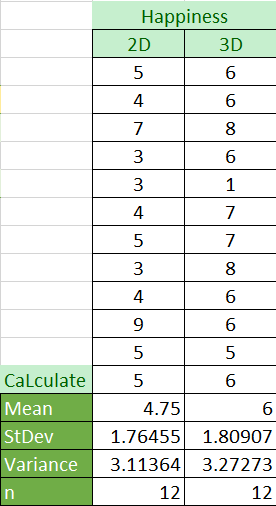 Happiness
2D 3D
5 6
4 6
7 8
3 6
3 1
4 7
5 7
3 8
4 6
9 6
5 5
CaLculate 5 6
Mean 4.75 6
StDev 1.76455 1.80907
Variance 3.11364 3.27273
n 12 12